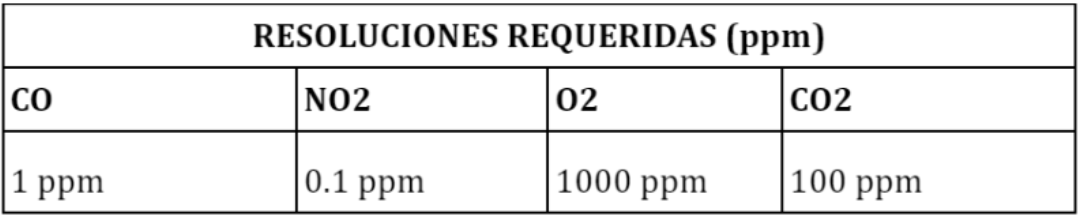 RESOLUCIONES REQUERIDAS (ppm)
CO NO2 O2 CO2
1 ppm 0.1 ppm 1000 ppm 100 ppm